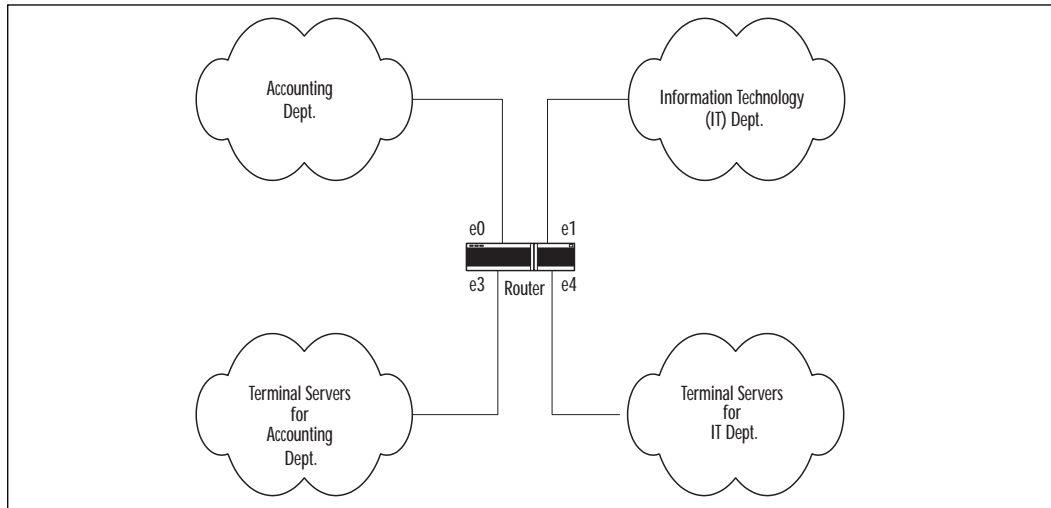 Accounting
Dept.
Information Technology
(IT) Dept.
e0
e1
e3
Router
e4
Terminal Servers
for
Accounting
Dept.
Terminal Servers
for
IT Dept.